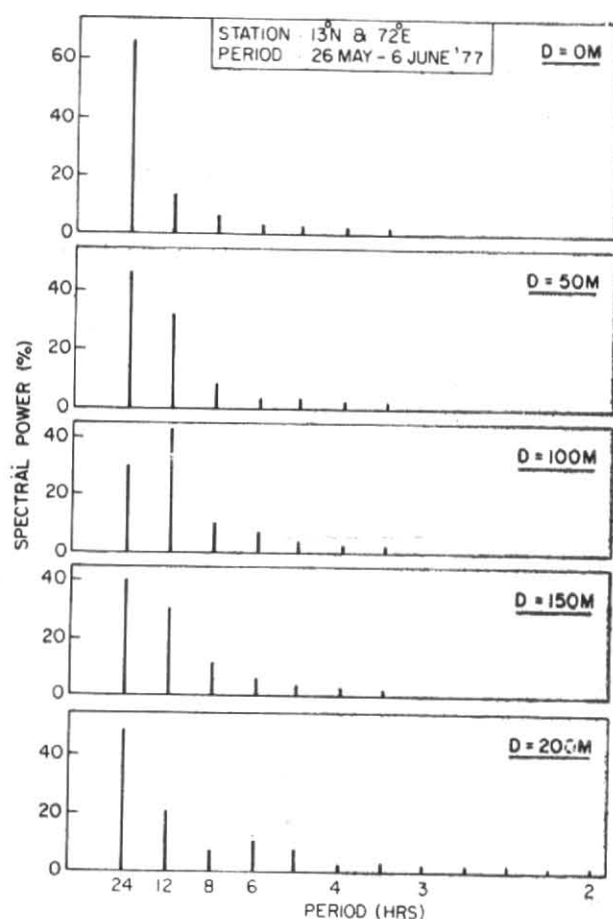 STATION : 13°N & 72°E
PERIOD : 26 MAY - 6 JUNE '77
D = 0M
60
40
20
0
D = 50M
40
20
0
D = 100M
40
20
0
D = 150M
40
20
0
D = 200M
40
20
0
SPECTRAL POWER (%)
24 12 8 6 4 3 2
PERIOD (HRS)